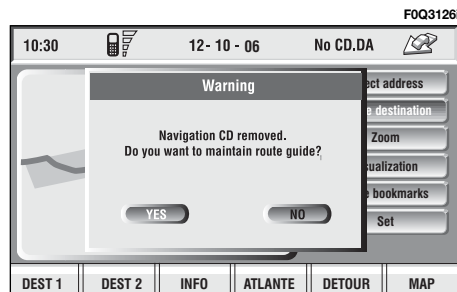 F0Q3126i
10:30 12- 10 - 06 No CD.DA
Warning
Navigation CD removed.
Do you want to maintain route guide?
YES NO
ect address
e destination
Zoom
sualization
e bookmarks
Set
DEST 1 DEST 2 INFO ATLANTE DETOUR MAP